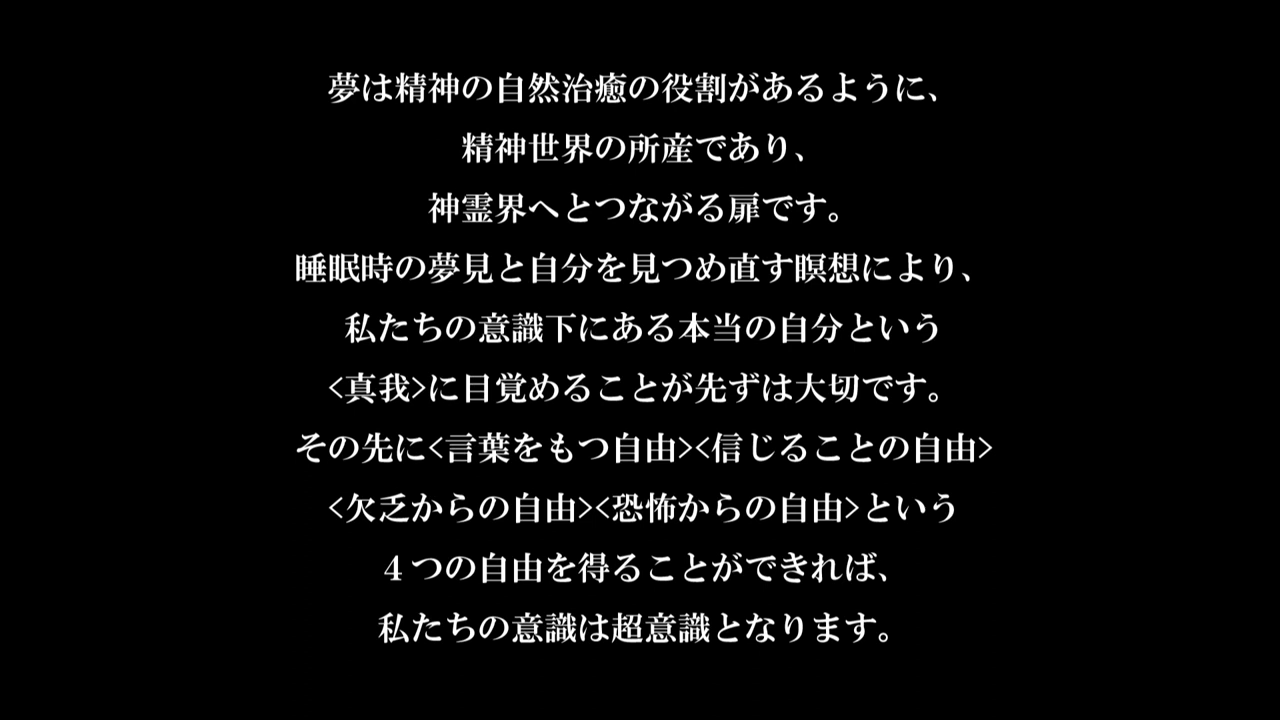 夢は精神の自然治癒の役割があるように、
精神世界の所産であり、
神霊界へとつながる扉です。
睡眠時の夢見と自分を見つめ直す瞑想により、
私たちの意識下にある本当の自分という
<真我>に目覚めることが先ずは大切です。
その先に<言葉をもつ自由><信じることの自由>
<欠乏からの自由><恐怖からの自由>という
４つの自由を得ることができれば、
私たちの意識は超意識となります。